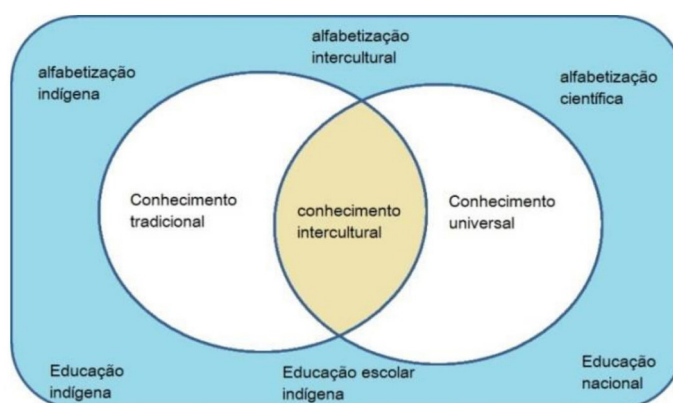 alfabetização
intercultural
alfabetização
indígena
alfabetização
científica
Conhecimento
tradicional
conhecimento
intercultural
Conhecimento
universal
Educação
indígena
Educação escolar
indígena
Educação
nacional